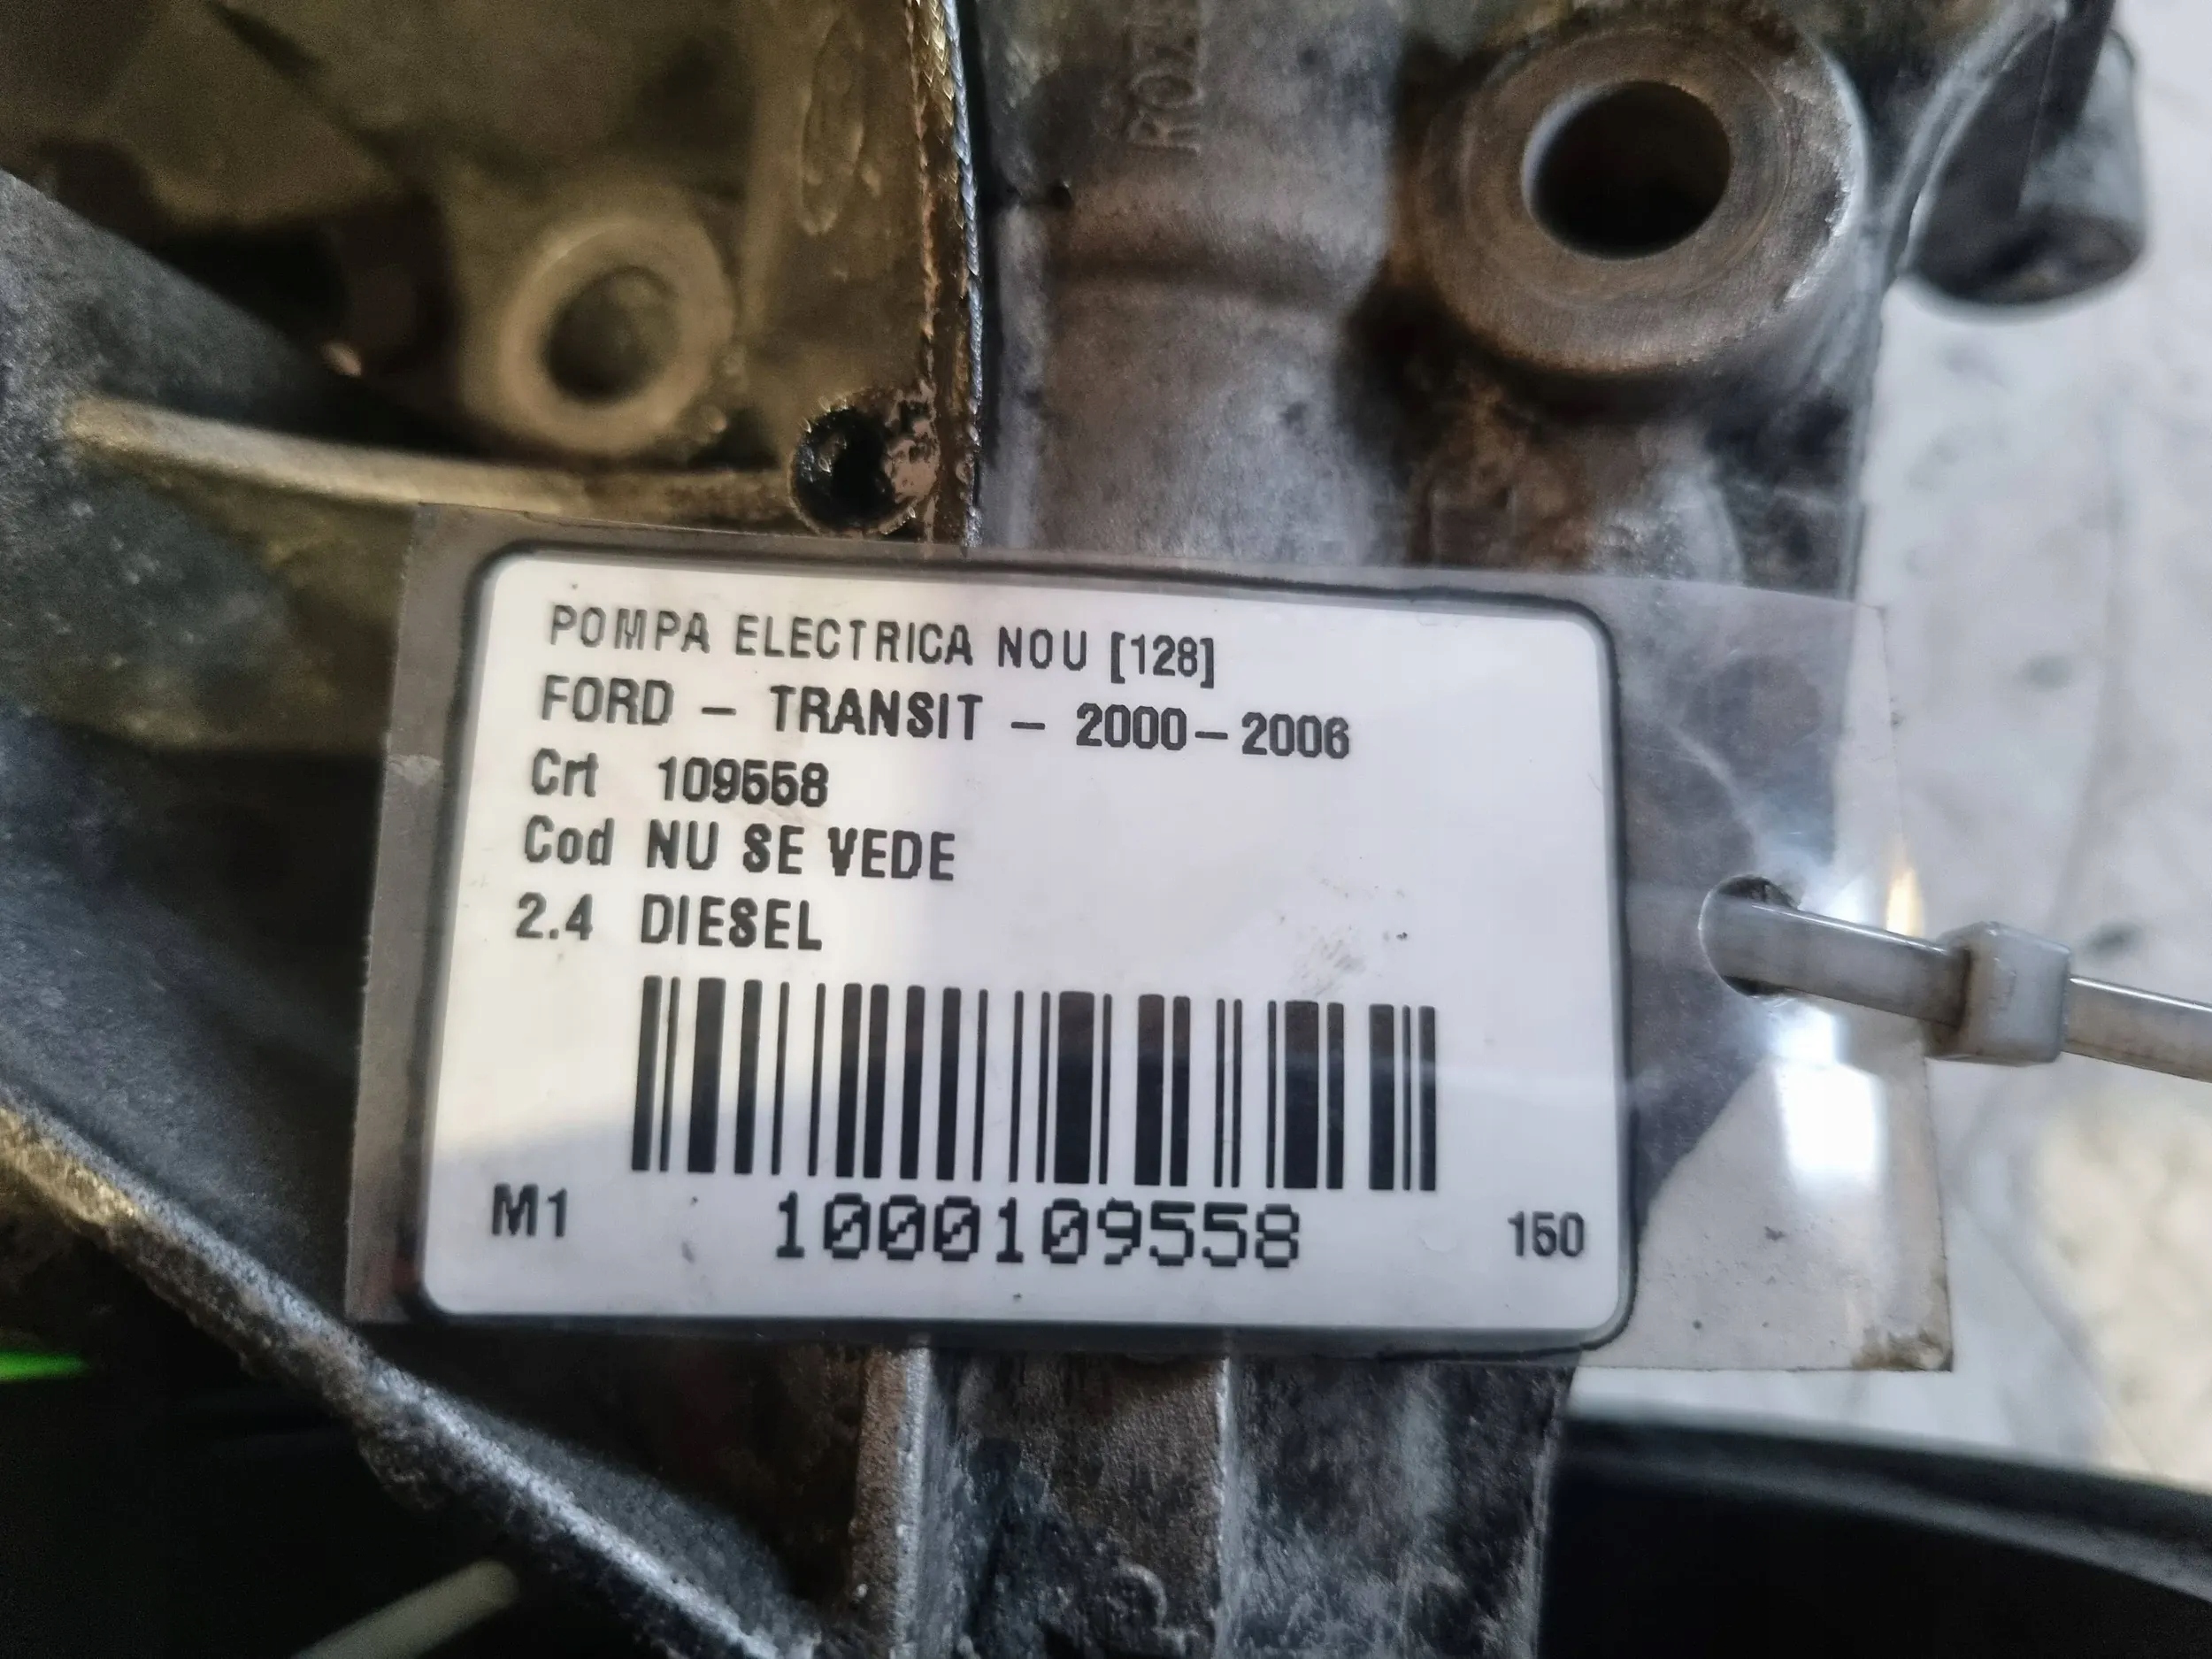 POMPA ELECTRICA NOU [128]
FORD - TRANSIT - 2000-2006
Crt 109558
Cod NU SE VEDE
2.4 DIESEL
M1 1000109558 150